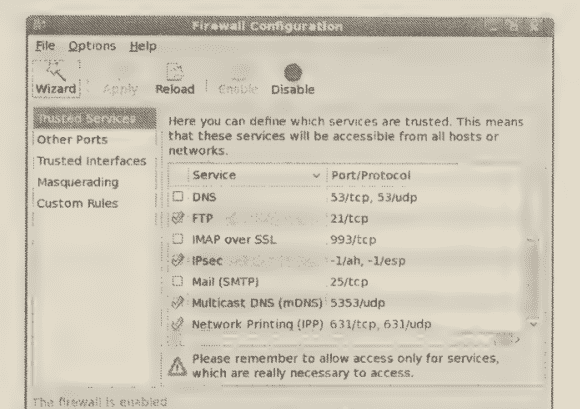 Firewall Configuration
File Options Help
Wizard Apply Reload Enable Disable
Trusted Services
Other Ports
Trusted Interfaces
Masquerading
Custom Rules
Here you can define which services are trusted. This means
that these services will be accessible from all hosts or
networks.
Service Port/Protocol
DNS 53/tcp, 53/udp
FTP 21/tcp
IMAP over SSL 993/tcp
IPsec -1/ah, -1/esp
Mail (SMTP) 25/tcp
Multicast DNS (mDNS) 5353/udp
Network Printing (IPP) 631/tcp, 631/udp
Please remember to allow access only for services,
which are really necessary to access.
The firewall is enabled